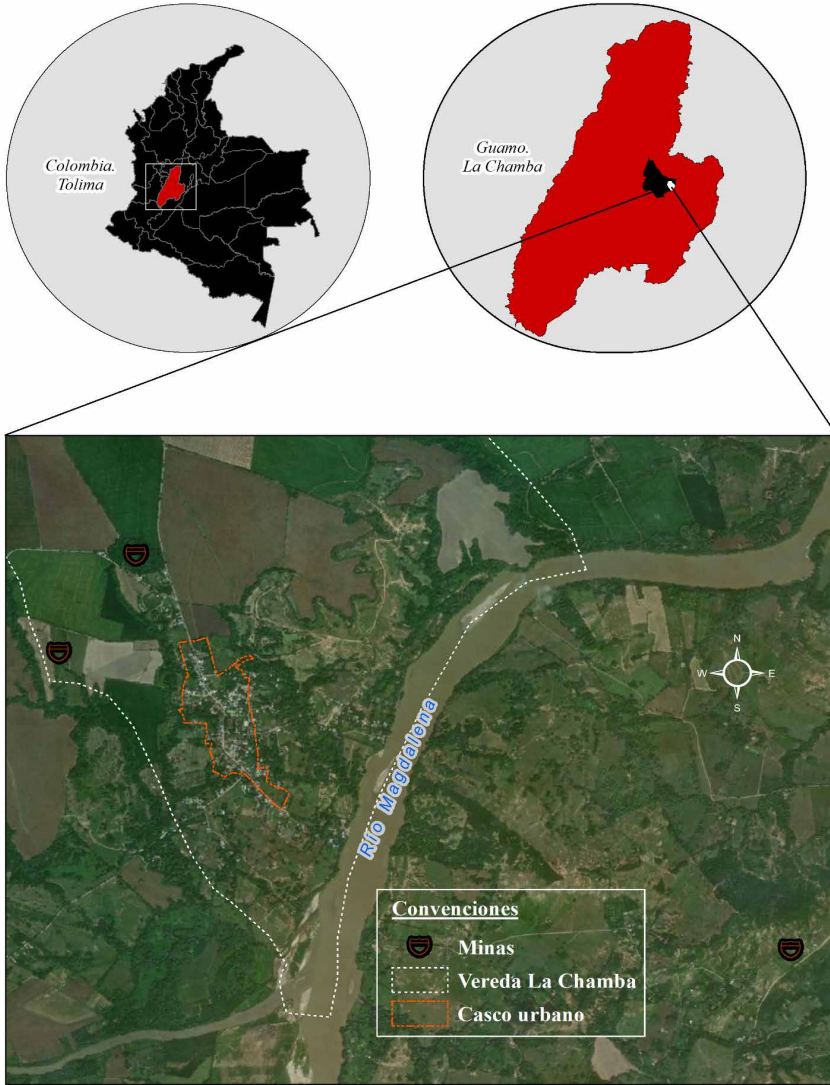 Colombia.
Tolima
Guamo.
La Chamba
N
W
E
S
Río Magdalena
Convenciones
Minas
Vereda La Chamba
Casco urbano